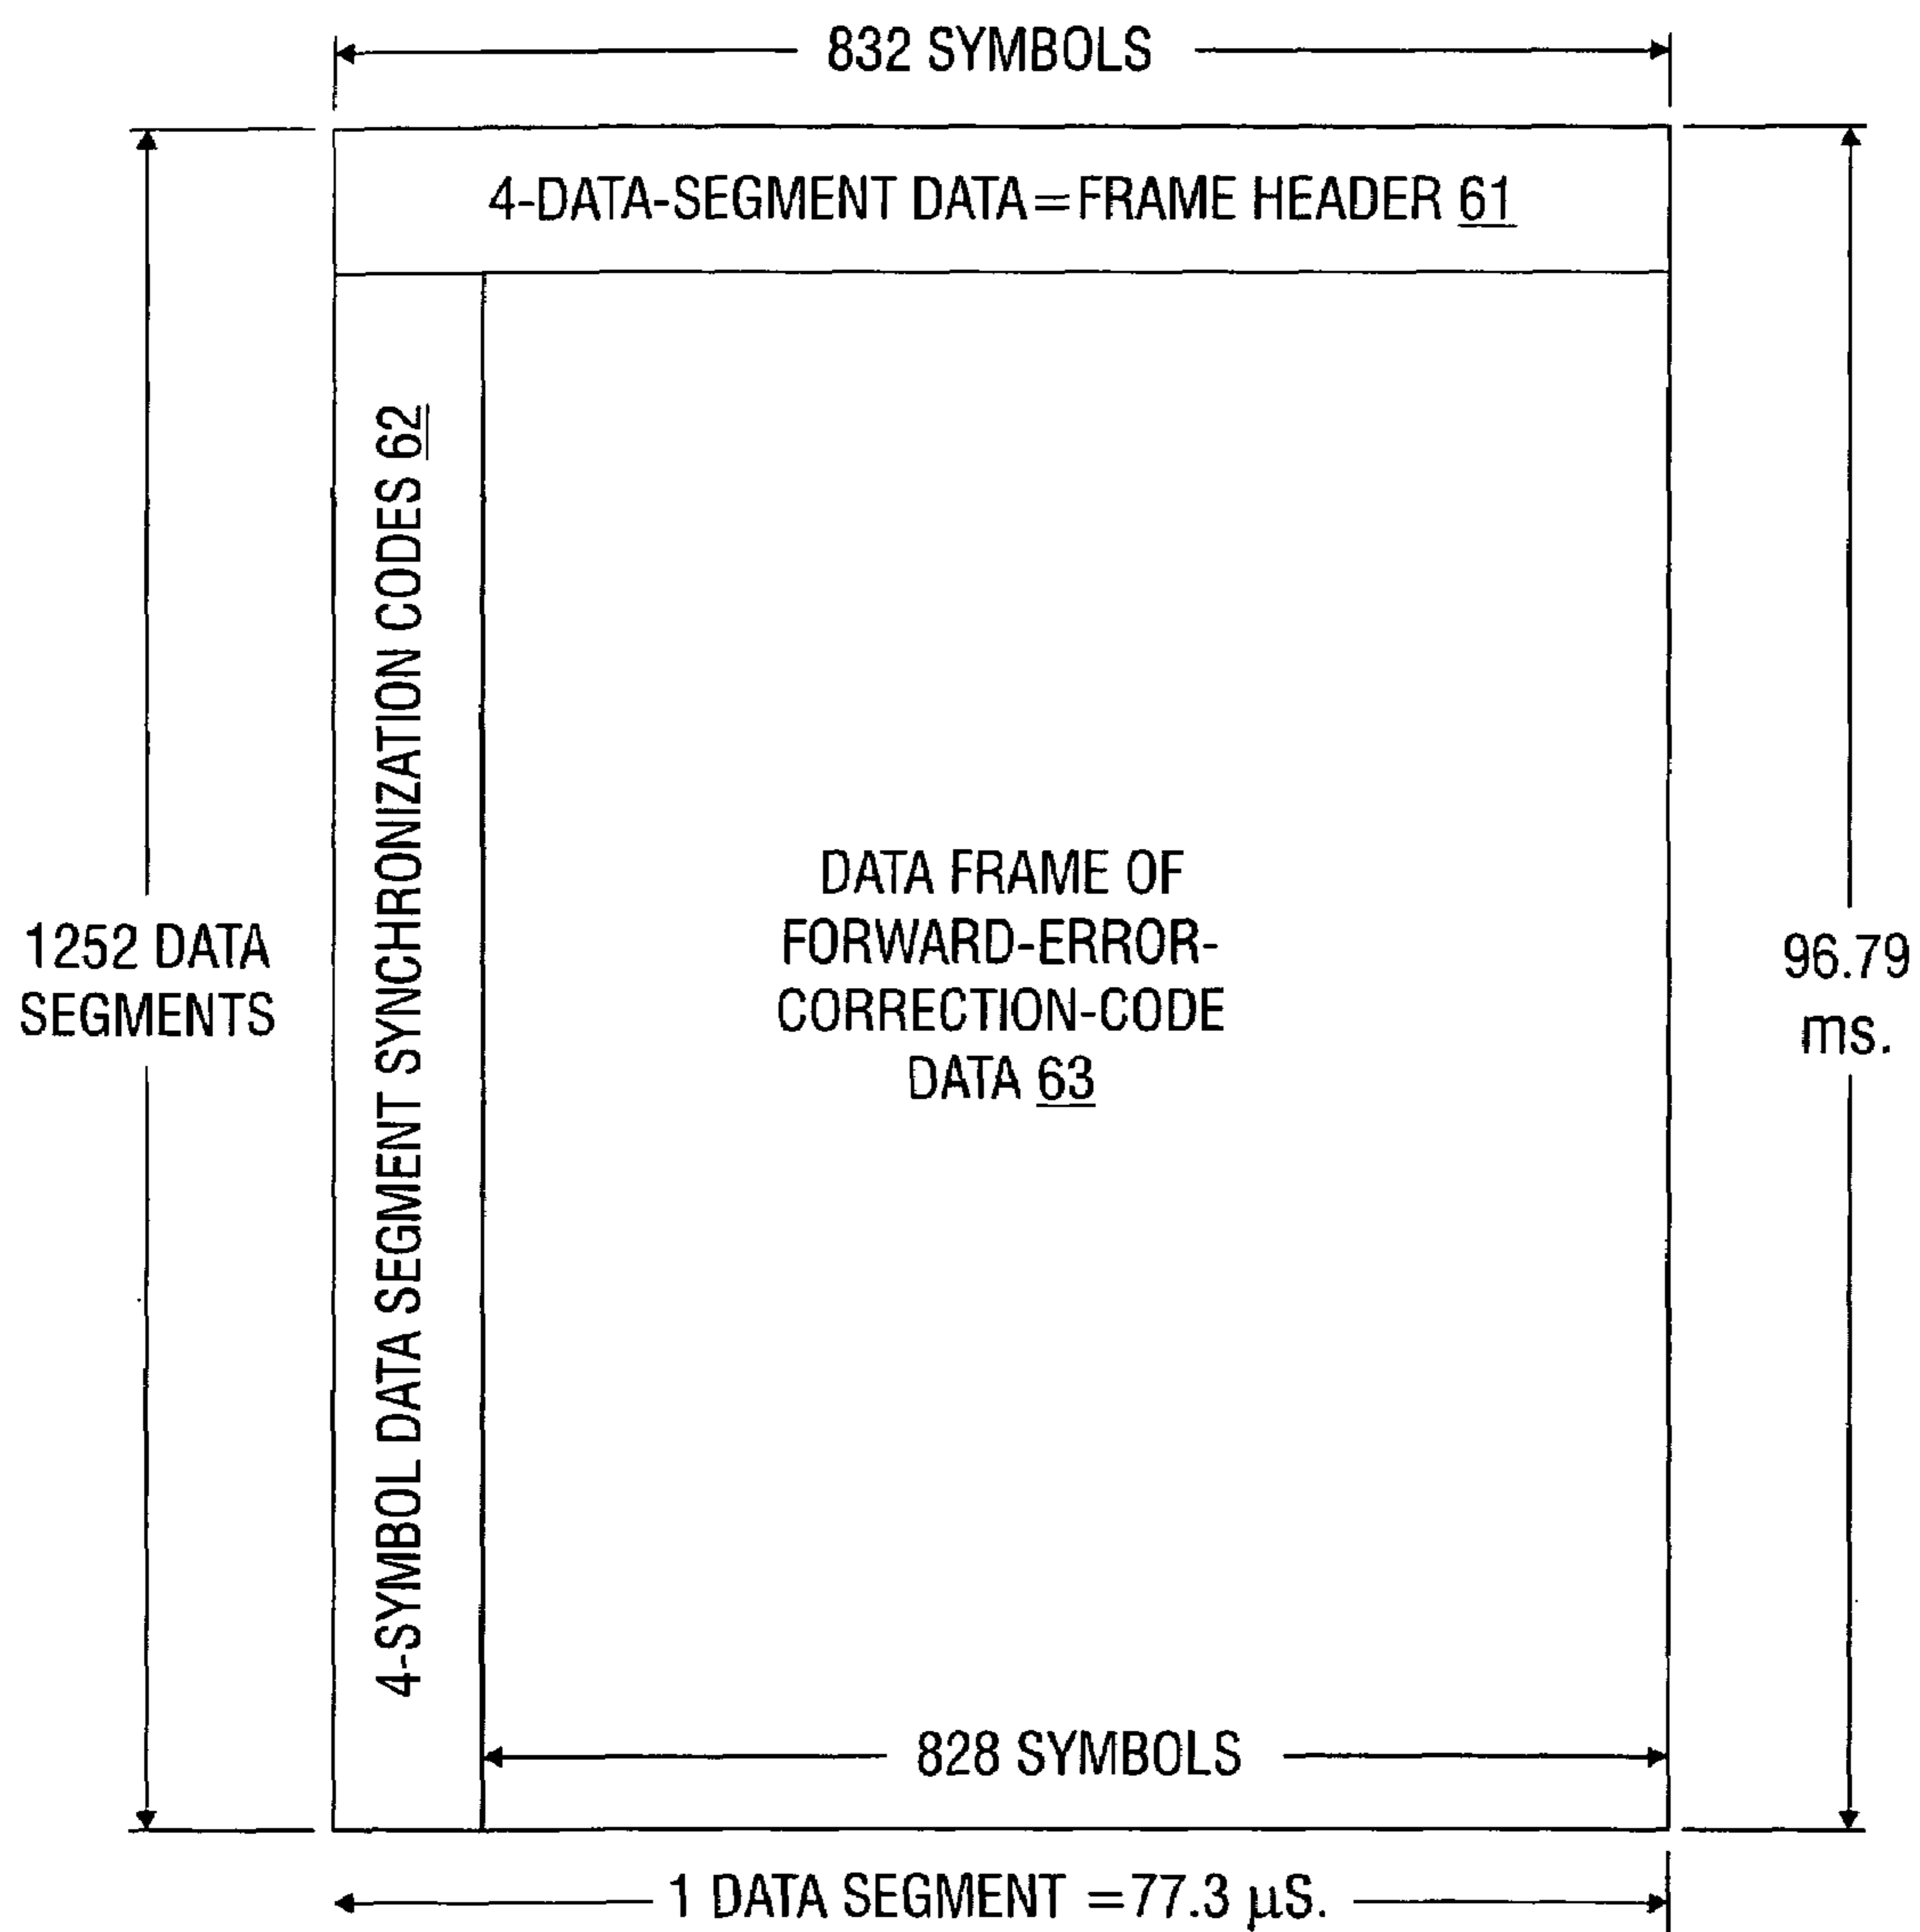 832 SYMBOLS
4-DATA-SEGMENT DATA=FRAME HEADER 61
4-SYMBOL DATA SEGMENT SYNCHRONIZATION CODES 62
DATA FRAME OF
FORWARD-ERROR-
CORRECTION-CODE
DATA 63
1252 DATA
SEGMENTS
96.79
ms.
828 SYMBOLS
1 DATA SEGMENT =77.3 µS.